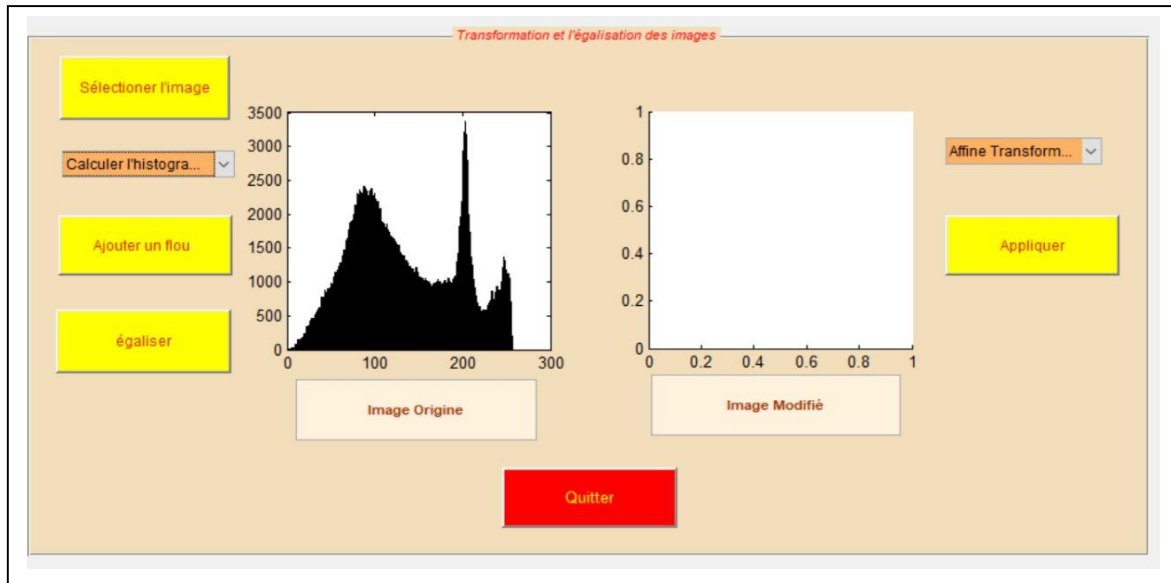 Transformation et l'égalisation des images
Sélectioner l'image
Calculer l'histogra...
Ajouter un flou
égaliser
3500
3000
2500
2000
1500
1000
500
0
0 100 200 300
Image Origine
1
0.8
0.6
0.4
0.2
0
0 0.2 0.4 0.6 0.8 1
Image Modifié
Affine Transform...
Appliquer
Quitter